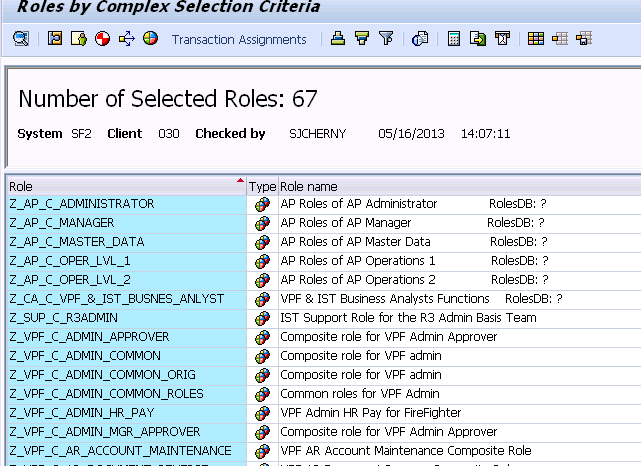 Roles by Complex Selection Criteria
Transaction Assignments
Number of Selected Roles: 67
System SF2 Client 030 Checked by SJCHERNY 05/16/2013 14:07:11
Role Type Role name
Z_AP_C_ADMINISTRATOR AP Roles of AP Administrator RolesDB: ?
Z_AP_C_MANAGER AP Roles of AP Manager RolesDB: ?
Z_AP_C_MASTER_DATA AP Roles of AP Master Data RolesDB: ?
Z_AP_C_OPER_LVL_1 AP Roles of AP Operations 1 RolesDB: ?
Z_AP_C_OPER_LVL_2 AP Roles of AP Operations 2 RolesDB: ?
Z_CA_C_VPF_&_IST_BUSNES_ANLYST VPF & IST Business Analysts Functions RolesDB: ?
Z_SUP_C_R3ADMIN IST Support Role for the R3 Admin Basis Team
Z_VPF_C_ADMIN_APPROVER Composite role for VPF Admin Approver
Z_VPF_C_ADMIN_COMMON Composite role for VPF admin
Z_VPF_C_ADMIN_COMMON_ORIG Composite role for VPF admin
Z_VPF_C_ADMIN_COMMON_ROLES Common roles for VPF Admin
Z_VPF_C_ADMIN_HR_PAY VPF Admin HR Pay for FireFighter
Z_VPF_C_ADMIN_MGR_APPROVER Composite role for VPF Admin Approver
Z_VPF_C_AR_ACCOUNT_MAINTENANCE VPF AR Account Maintenance Composite Role